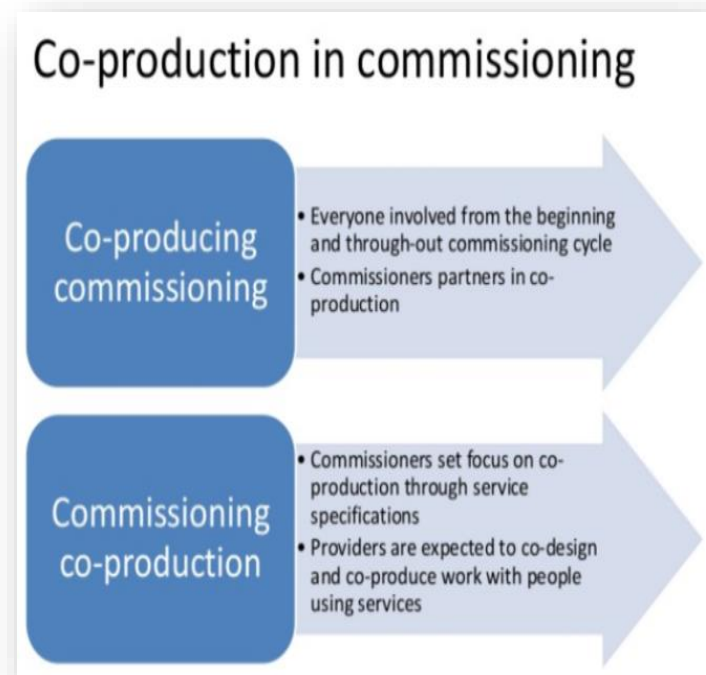 Co-production in commissioning
Co-producing
commissioning
• Everyone involved from the beginning
and through-out commissioning cycle
• Commissioners partners in co-
production
Commissioning
co-production
• Commissioners set focus on co-
production through service
specifications
• Providers are expected to co-design
and co-produce work with people
using services